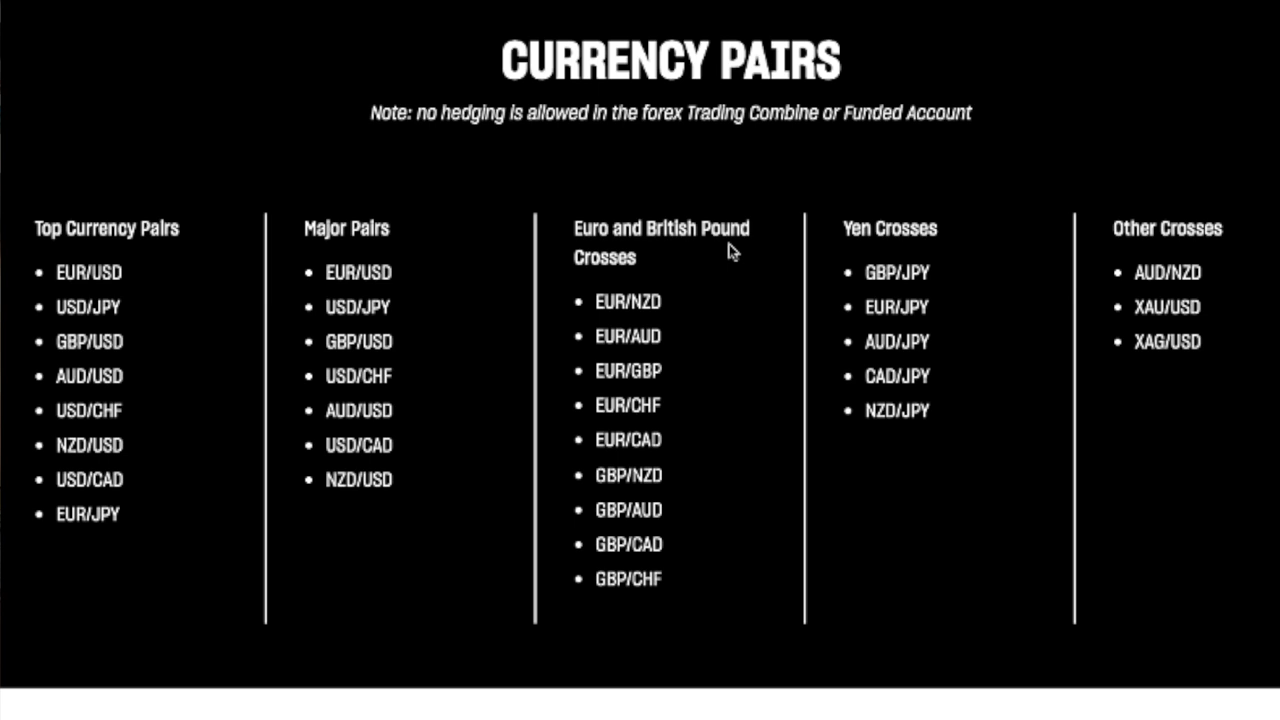 CURRENCY PAIRS
Note: no hedging is allowed in the forex Trading Combine or Funded Account
Top Currency Pairs
• EUR/USD
• USD/JPY
• GBP/USD
• AUD/USD
• USD/CHF
• NZD/USD
• USD/CAD
• EUR/JPY
Major Pairs
• EUR/USD
• USD/JPY
• GBP/USD
• USD/CHF
• AUD/USD
• USD/CAD
• NZD/USD
Euro and British Pound
Crosses
• EUR/NZD
• EUR/AUD
• EUR/GBP
• EUR/CHF
• EUR/CAD
• GBP/NZD
• GBP/AUD
• GBP/CAD
• GBP/CHF
Yen Crosses
• GBP/JPY
• EUR/JPY
• AUD/JPY
• CAD/JPY
• NZD/JPY
Other Crosses
• AUD/NZD
• XAU/USD
• XAG/USD